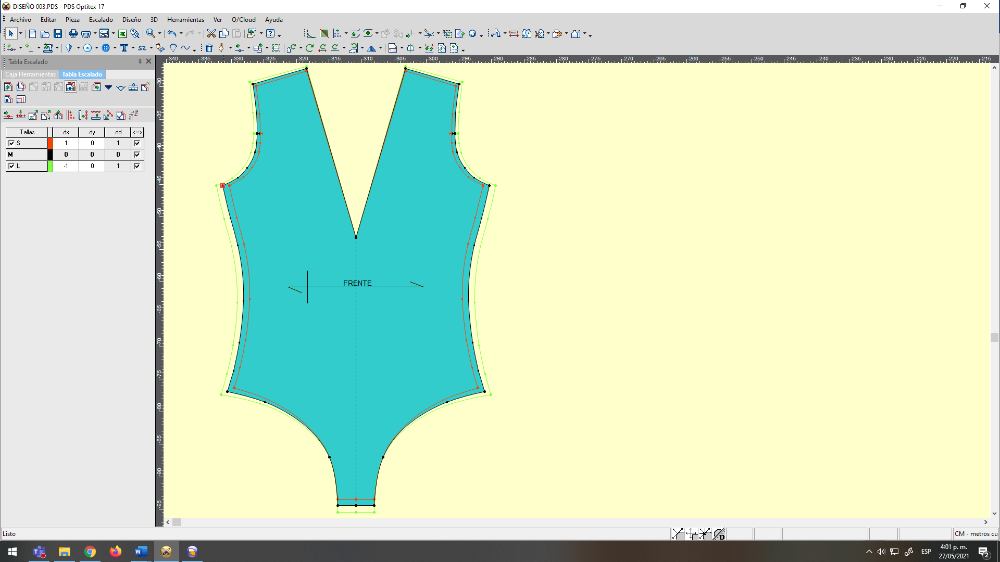 DISEÑO 003.PDS - PDS Optitex 17
Archivo Editar Pieza Escalado Diseño 3D Herramientas Ver O/Cloud Ayuda
Tabla Escalado
Caja Herramientas Tabla Escalado
-340 -335 -330 -325 -320 -315 -310 -305 -300 -295 -290 -285 -280 -275 -270 -265 -260 -255 -250 -245 -240 -235 -230 -225 -220 -215
Tallas dx dy dd <=>
S 1 0 1
M 0 0 0
L -1 0 1
-30
-35
-40
-45
-50
-55
-60
-65
-70
-75
-80
-85
-90
-95
FRENTE
Listo
CM - metros cu
ESP
4:01 p. m.
27/05/2021
2